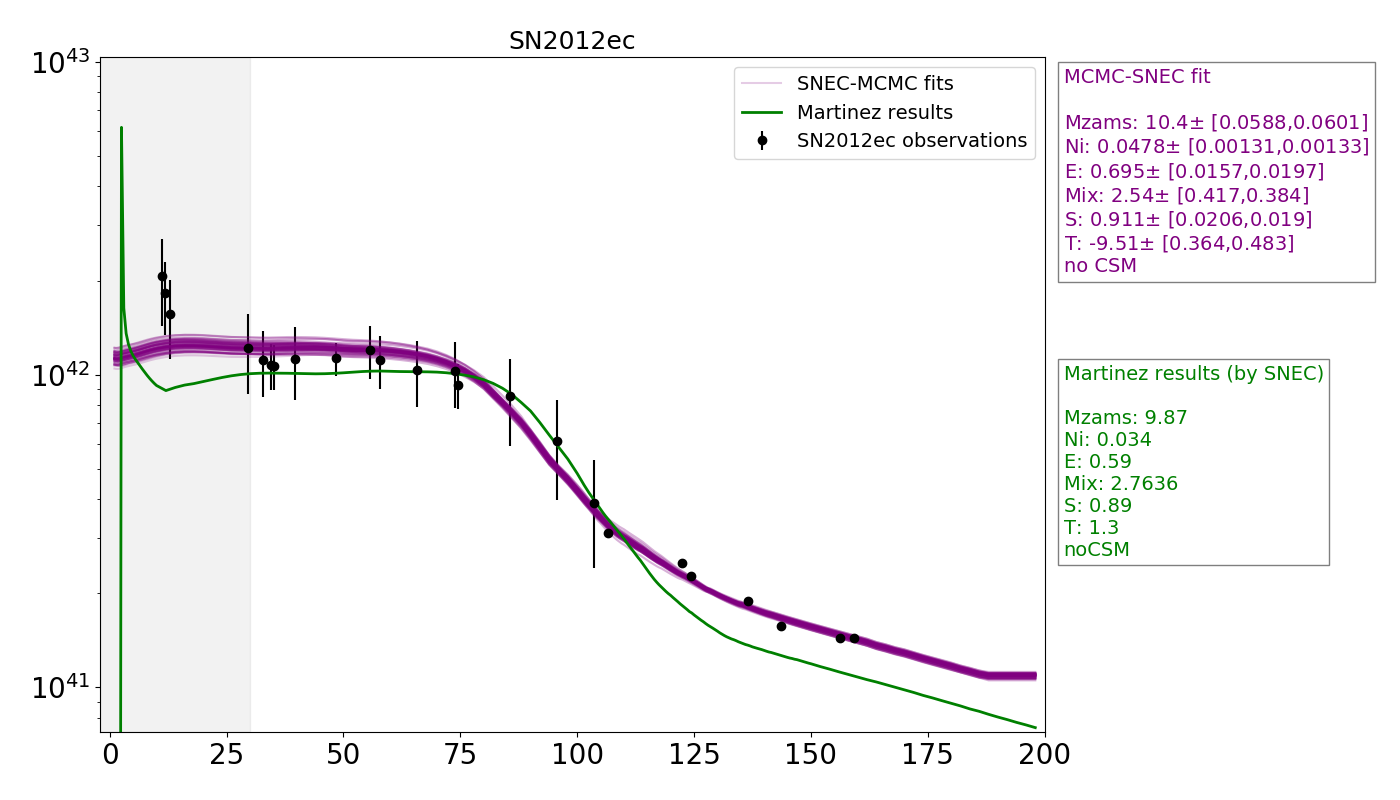 SN2012ec
10^43
10^42
10^41
0 25 50 75 100 125 150 175 200
SNEC-MCMC fits
Martinez results
SN2012ec observations
MCMC-SNEC fit
Mzams: 10.4± [0.0588,0.0601]
Ni: 0.0478± [0.00131,0.00133]
E: 0.695± [0.0157,0.0197]
Mix: 2.54± [0.417,0.384]
S: 0.911± [0.0206,0.019]
T: -9.51± [0.364,0.483]
no CSM
Martinez results (by SNEC)
Mzams: 9.87
Ni: 0.034
E: 0.59
Mix: 2.7636
S: 0.89
T: 1.3
noCSM